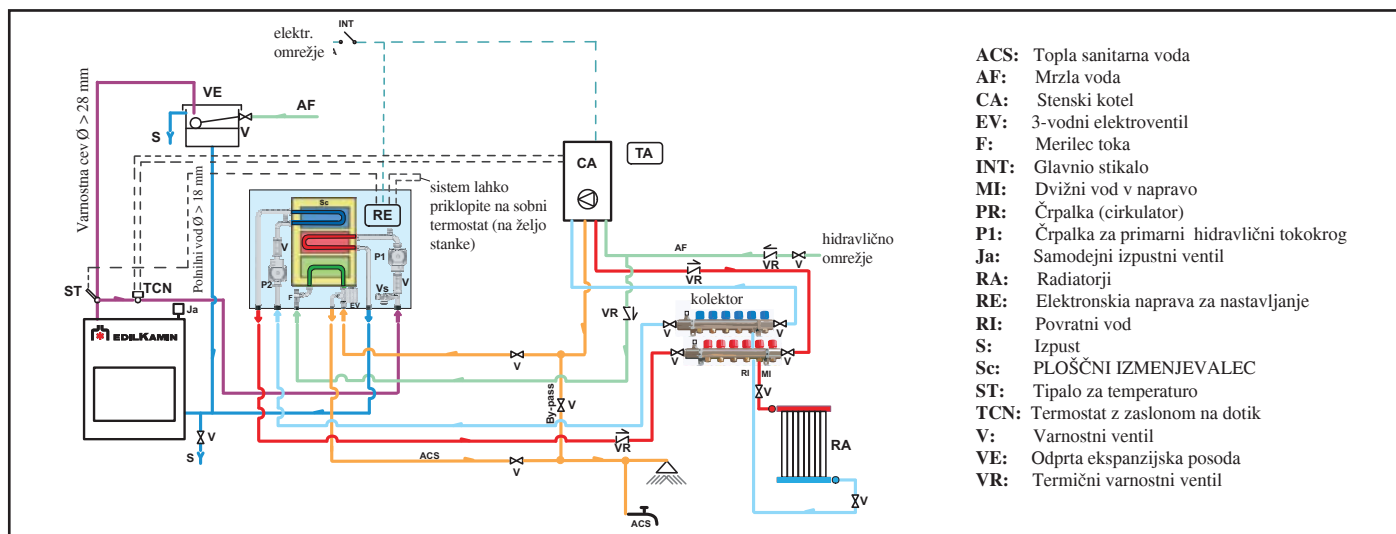 INT
elektr.
omrežje
Varnostna cev Ø > 28 mm
VE
AF
S
V
TA
CA
Polnilni vod Ø > 18 mm
sistem lahko
priklopite na sobni
termostat (na željo
stanke)
Sc
RE
V
P1
P2
V
F
EV
Vs
ST
TCN
Ja
EDILKAMIN
AF
VR
V
hidravlično
omrežje
VR
VR
kolektor
V
V
V
V
RI
MI
V
V
By-pass
V
VR
ACS
V
V
S
RA
V
ACS
ACS: Topla sanitarna voda
AF: Mrzla voda
CA: Stenski kotel
EV: 3-vodni elektroventil
F: Merilec toka
INT: Glavnio stikalo
MI: Dvižni vod v napravo
PR: Črpalka (cirkulator)
P1: Črpalka za primarni hidravlični tokokrog
Ja: Samodejni izpustni ventil
RA: Radiatorji
RE: Elektronska naprava za nastavljanje
RI: Povratni vod
S: Izpust
Sc: PLOŠČNI IZMENJEVALEC
ST: Tipalo za temperaturo
TCN: Termostat z zaslonom na dotik
V: Varnostni ventil
VE: Odprta ekspanzijska posoda
VR: Termični varnostni ventil